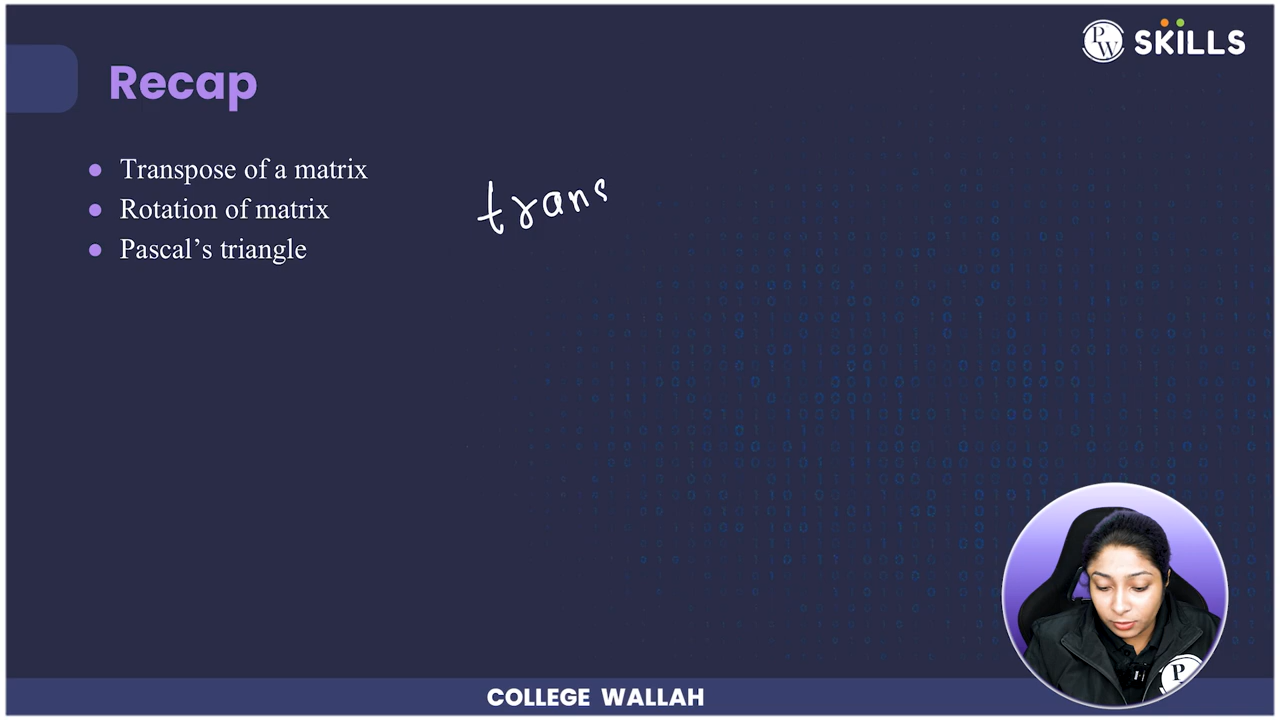 PW SKILLS
Recap
Transpose of a matrix
Rotation of matrix
Pascal’s triangle
trans
P
COLLEGE WALLAH